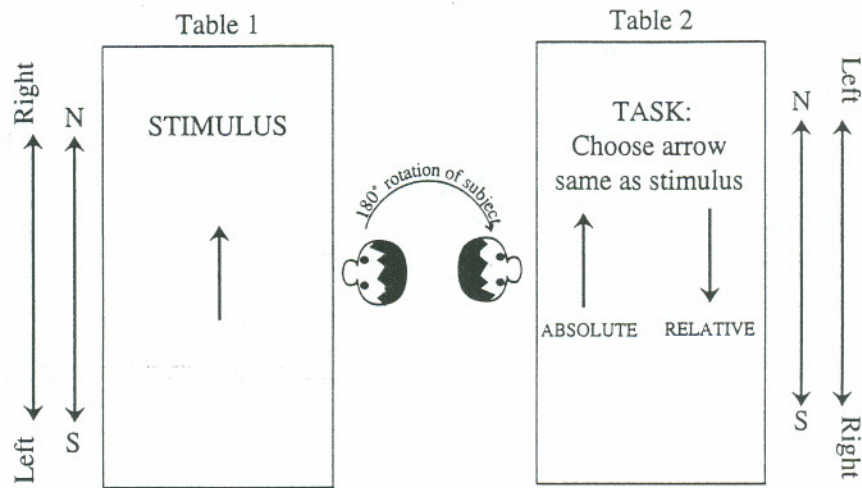 Table 1
Right
N
STIMULUS
S
Left
180° rotation of subject
Table 2
TASK:
Choose arrow
same as stimulus
ABSOLUTE RELATIVE
N
S
Left
Right